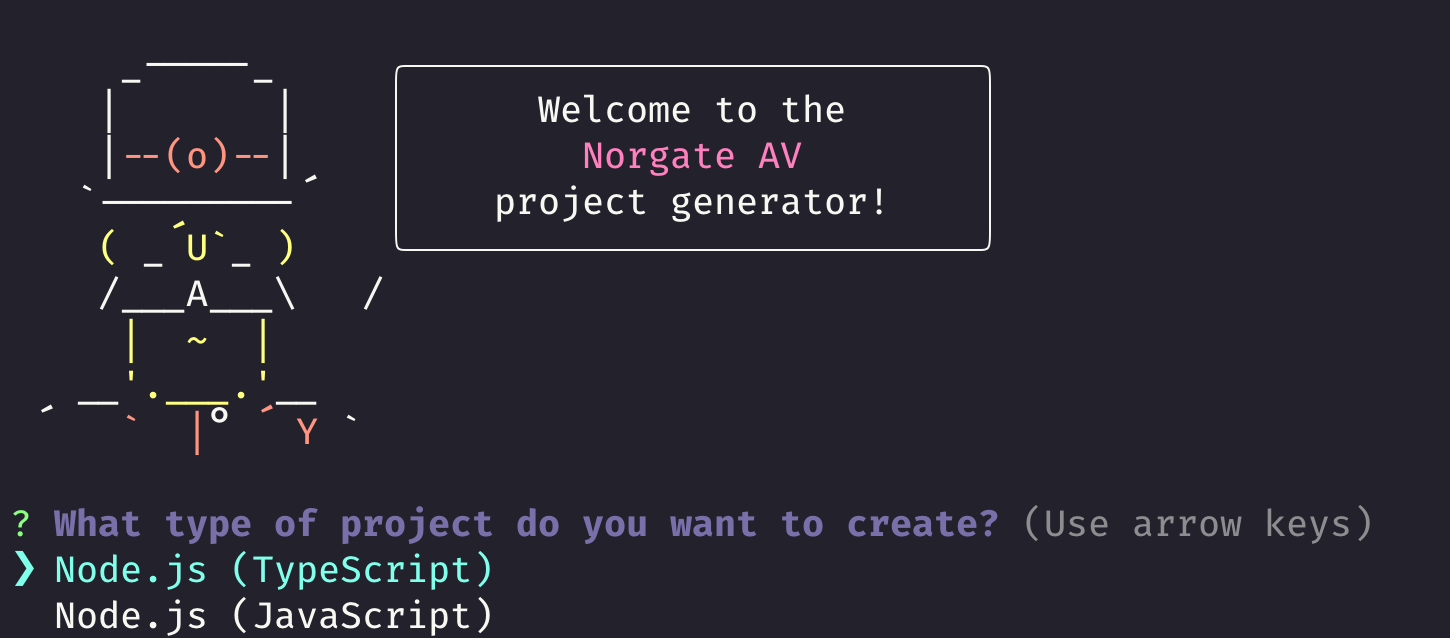 Welcome to the
Norgate AV
project generator!
? What type of project do you want to create? (Use arrow keys)
❯ Node.js (TypeScript)
Node.js (JavaScript)